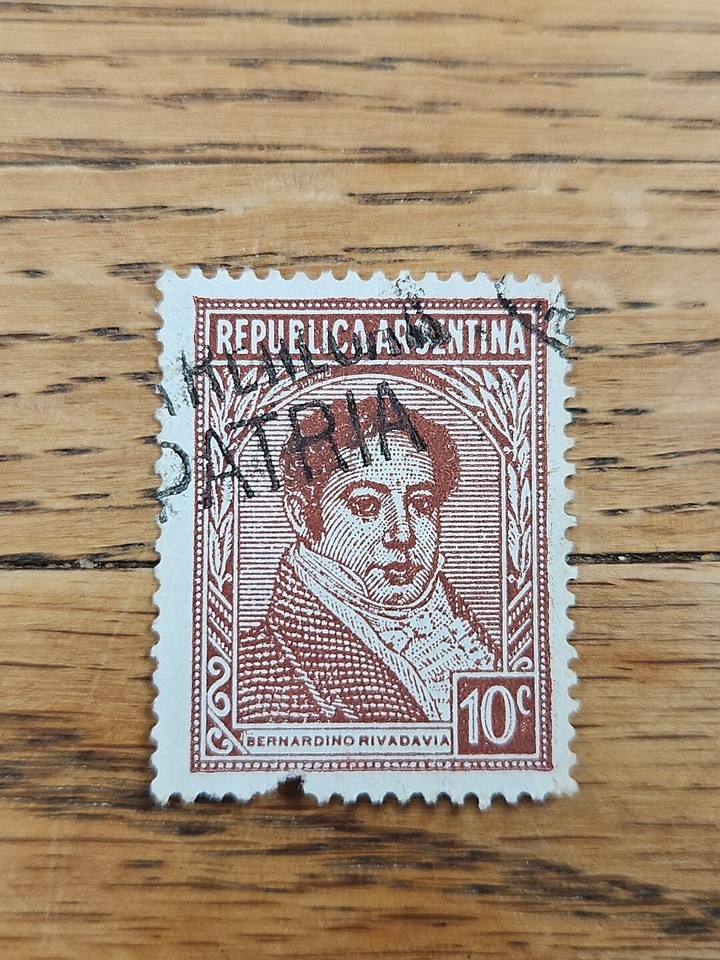 REPUBLICA ARGENTINA
PATRIA
10c
BERNARDINO RIVADAVIA